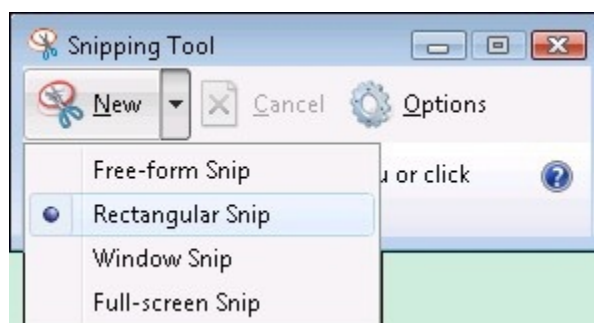 Snipping Tool
New Cancel Options
Free-form Snip
u or click
Rectangular Snip
Window Snip
Full-screen Snip